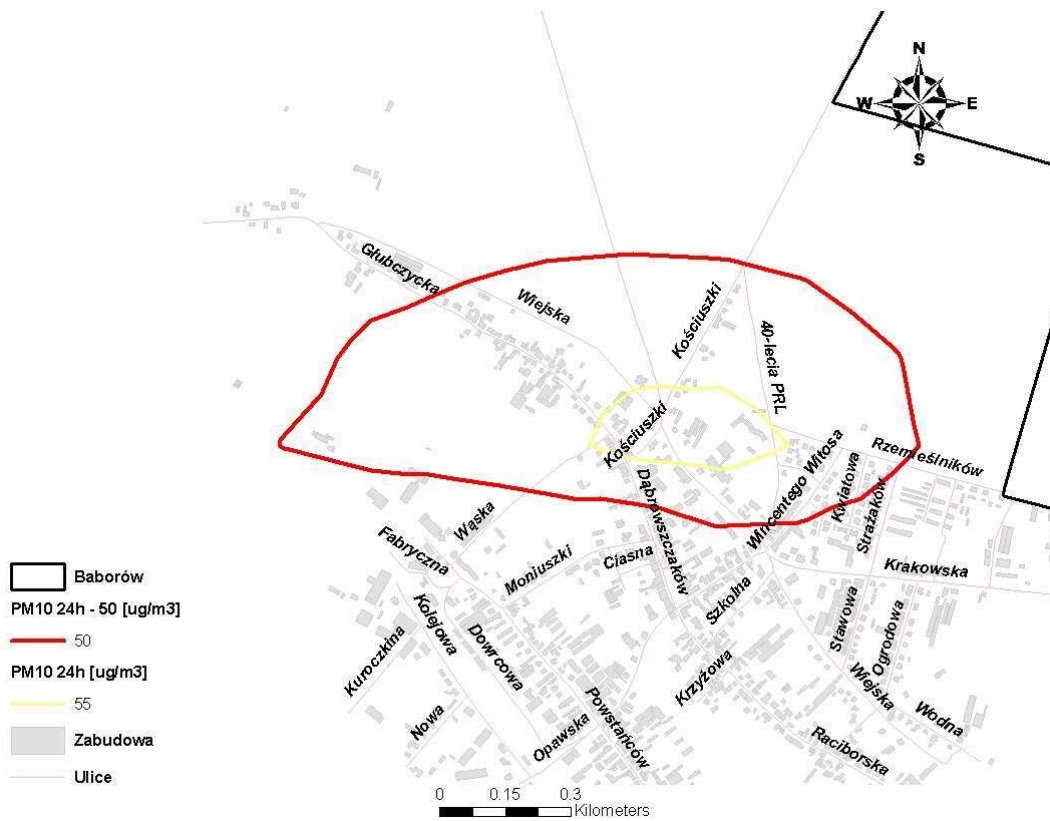 N
W E
S
Głubczycka
Wiejska
Kościuszki
40-lecia PRL
Kościuszki
Wincentego Witosa
Rzemieślników
Kwiatowa
Strażaków
Dąbrowszczaków
Wąska
Fabryczna
Moniuszki
Ciasna
Krakowska
Szkolna
Stawowa
Ogrodowa
Kolejowa
Dowrcowa
Kuroczkina
Krzyżowa
Wiejska
Wodna
Nowa
Opawska
Powstańców
Raciborska
Baborów
PM10 24h - 50 [ug/m3]
50
PM10 24h [ug/m3]
55
Zabudowa
Ulice
0 0.15 0.3
Kilometers